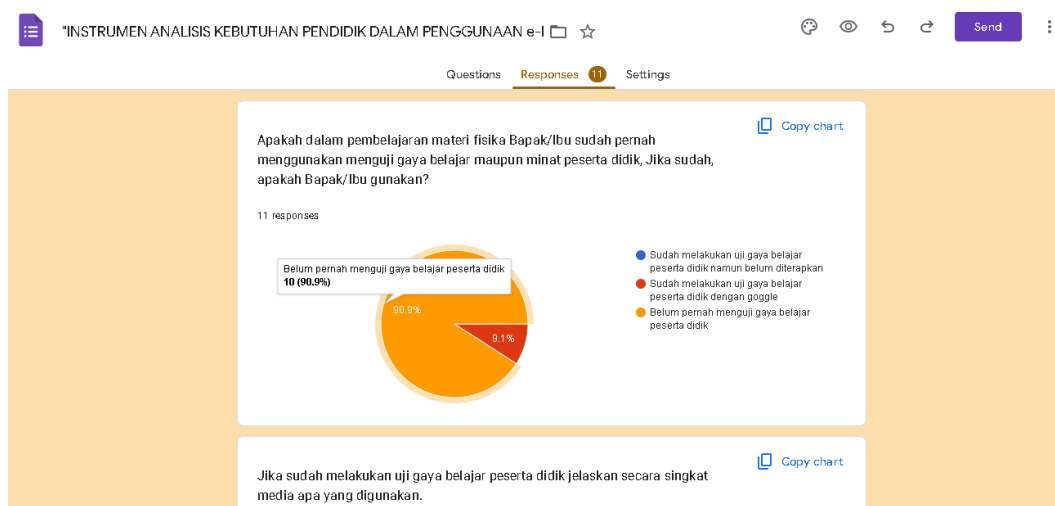 "INSTRUMEN ANALISIS KEBUTUHAN PENDIDIK DALAM PENGGUNAAN e-l
Send
Questions Responses 11 Settings
Copy chart
Apakah dalam pembelajaran materi fisika Bapak/Ibu sudah pernah
menggunakan menguji gaya belajar maupun minat peserta didik, Jika sudah,
apakah Bapak/Ibu gunakan?
11 responses
Belum pernah menguji gaya belajar peserta didik
10 (90.9%)
90.9%
9.1%
Sudah melakukan uji gaya belajar
peserta didik namun belum diterapkan
Sudah melakukan uji gaya belajar
peserta didik dengan goggle
Belum pernah menguji gaya belajar
peserta didik
Copy chart
Jika sudah melakukan uji gaya belajar peserta didik jelaskan secara singkat
media apa yang digunakan.